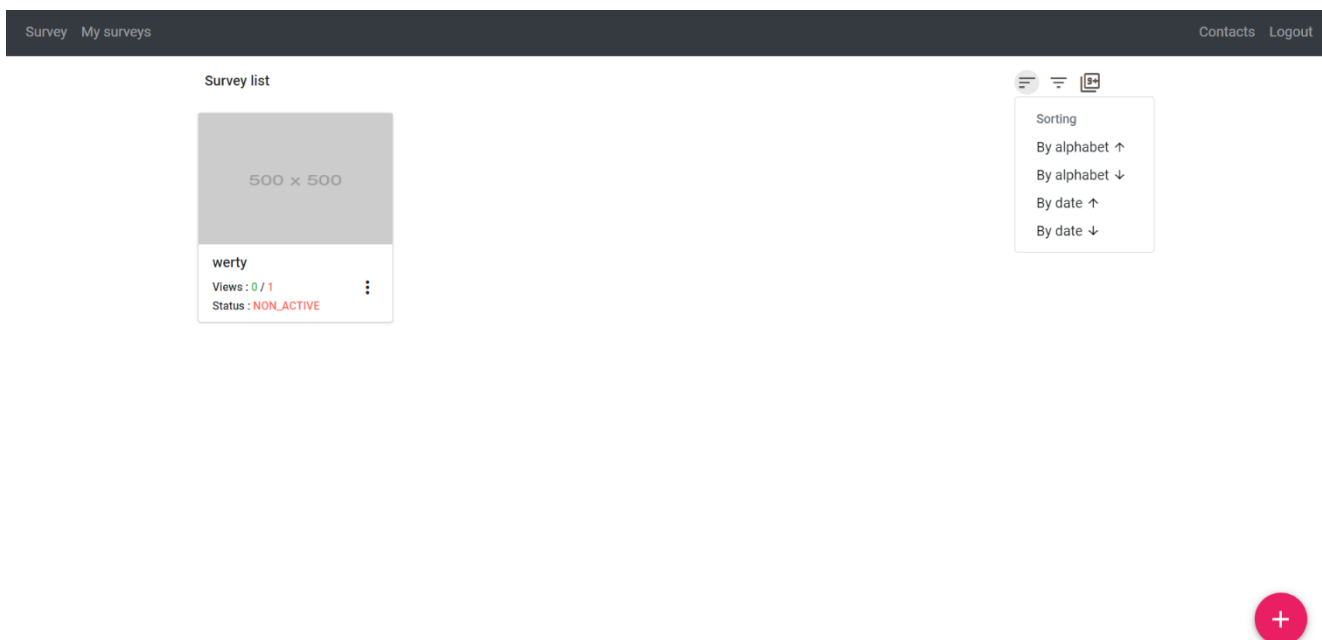 Survey My surveys Contacts Logout
Survey list
9+
Sorting
By alphabet ↑
By alphabet ↓
By date ↑
By date ↓
500 x 500
werty
Views : 0 / 1
Status : NON_ACTIVE
+